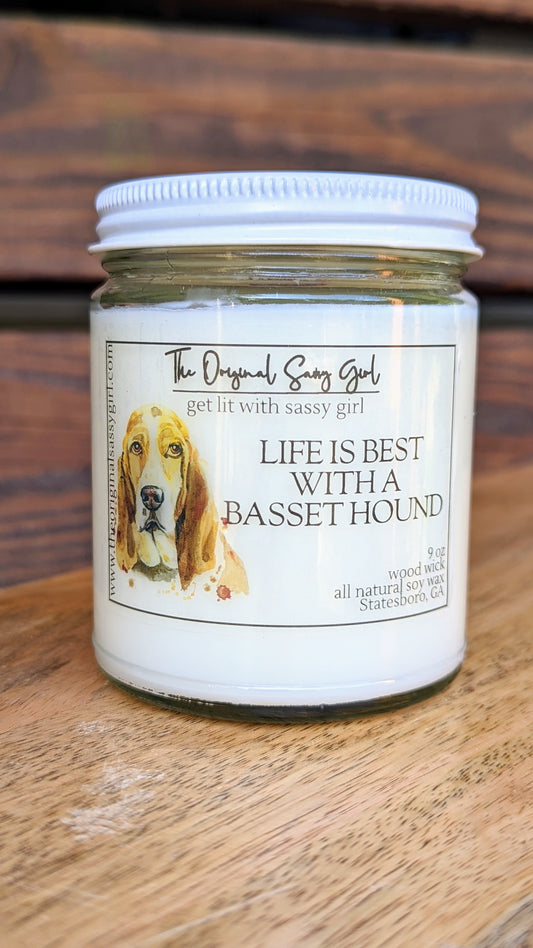 The Original Sassy Girl
get lit with sassy girl
www.theoriginalsassygirl.com
LIFE IS BEST
WITH A
BASSET HOUND
9 oz
wood wick
all natural soy wax
Statesboro, GA